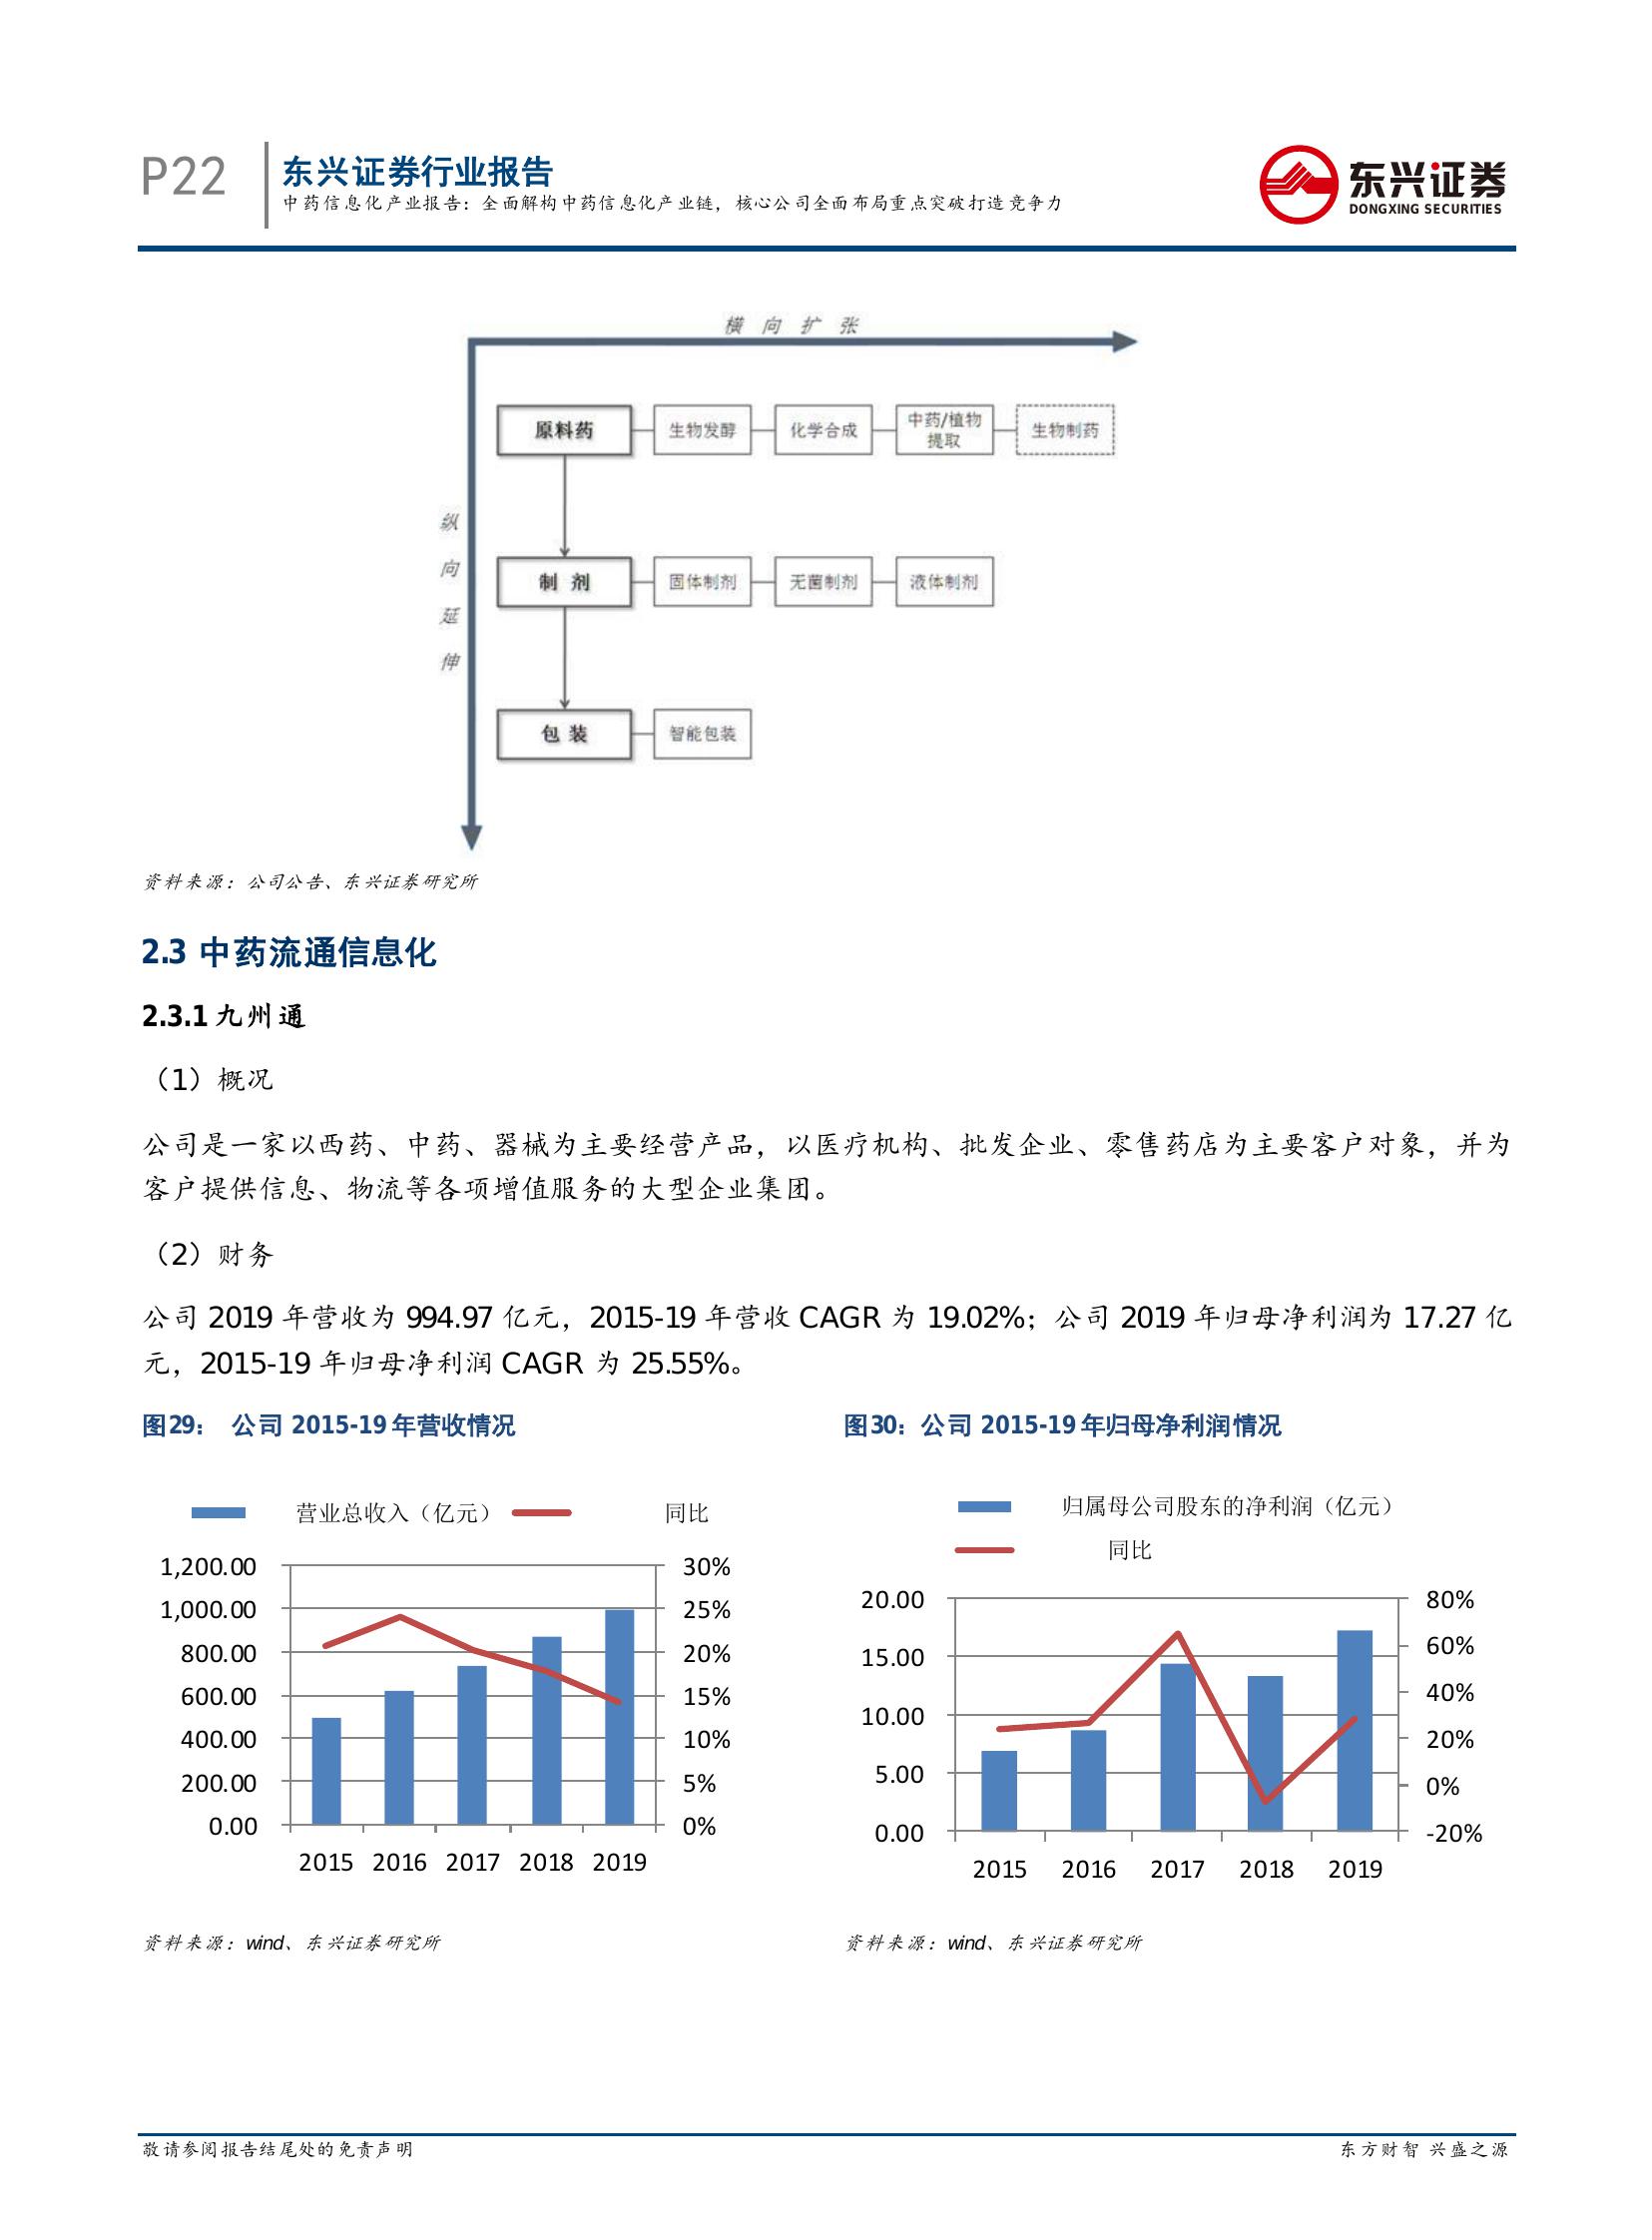 P22
东兴证券行业报告
中药信息化产业报告：全面解构中药信息化产业链，核心公司全面布局重点突破打造竞争力
东兴证券
DONGXING SECURITIES
横 向 扩 张
纵
向
延
伸
原料药 生物发酵 化学合成 中药/植物 生物制药
提取
制 剂 固体制剂 无菌制剂 液体制剂
包 装 智能包装
资料来源：公司公告、东兴证券研究所
2.3 中药流通信息化
2.3.1 九州通
（1）概况
公司是一家以西药、中药、器械为主要经营产品，以医疗机构、批发企业、零售药店为主要客户对象，并为
客户提供信息、物流等各项增值服务的大型企业集团。
（2）财务
公司 2019 年营收为 994.97 亿元，2015-19 年营收 CAGR 为 19.02%；公司 2019 年归母净利润为 17.27 亿
元，2015-19 年归母净利润 CAGR 为 25.55%。
图29： 公司 2015-19 年营收情况
营业总收入（亿元） 同比
1,200.00 30%
1,000.00 25%
800.00 20%
600.00 15%
400.00 10%
200.00 5%
0.00 0%
2015 2016 2017 2018 2019
资料来源：wind、东兴证券研究所
图30：公司 2015-19 年归母净利润情况
归属母公司股东的净利润（亿元）
同比
20.00 80%
15.00 60%
10.00 40%
5.00 20%
0.00 0%
-20%
2015 2016 2017 2018 2019
资料来源：wind、东兴证券研究所
敬请参阅报告结尾处的免责声明 东方财智 兴盛之源